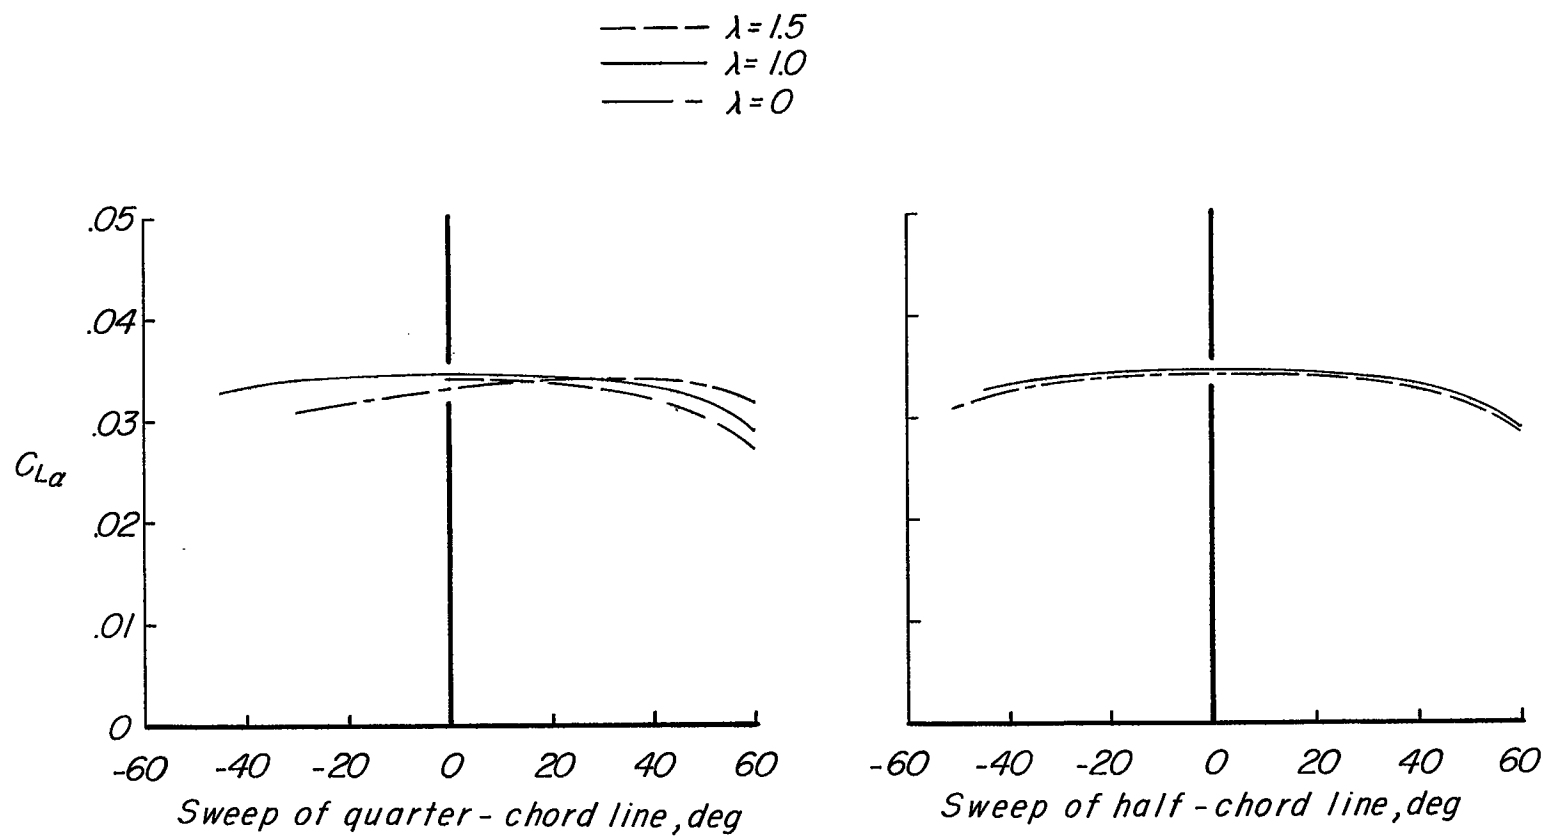 λ=1.5
λ=1.0
λ=0
.05
.04
.03
.02
.01
0
C_Lα
-60 -40 -20 0 20 40 60
Sweep of quarter-chord line, deg
-60 -40 -20 0 20 40 60
Sweep of half-chord line, deg